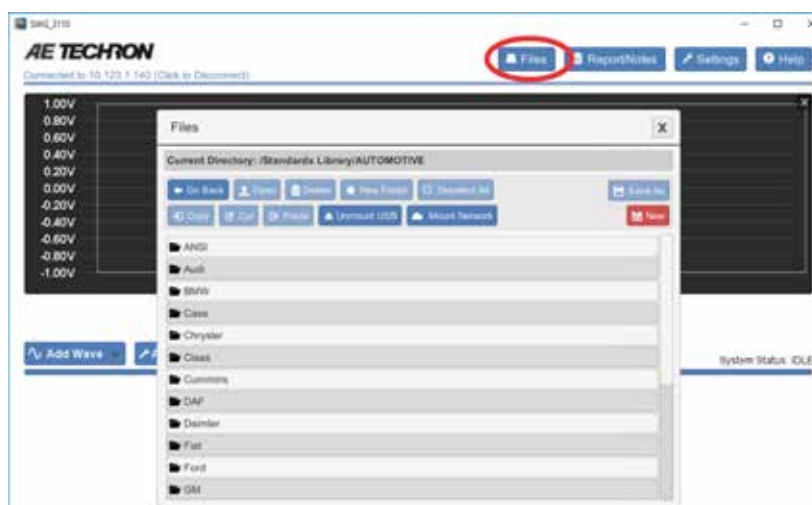 SWG_3110
AE TECHRON
Connected to 10.123.1.140 (Click to Disconnect)
Files Report/Notes Settings Help
1.00V
0.80V
0.60V
0.40V
0.20V
0.00V
-0.20V
-0.40V
-0.60V
-0.80V
-1.00V
Files X
Current Directory: /Standards Library/AUTOMOTIVE
Go Back Open Delete New Folder Deselect All Save As
Copy Cut Paste Unmount USB Mount Network New
ANSI
Audi
BMW
Case
Chrysler
Claas
Cummins
DAF
Daimler
Fiat
Ford
GM
Add Wave
System Status: IDLE